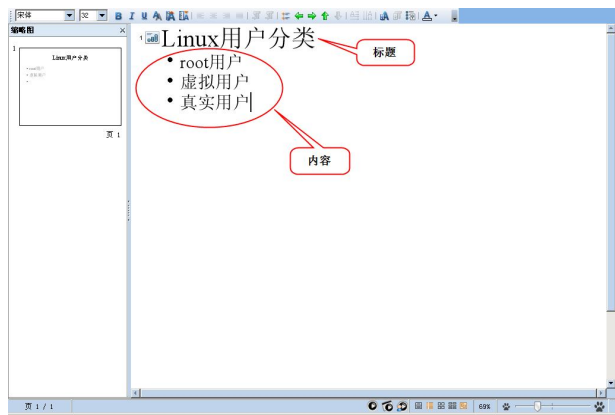 宋体 32 B I U
缩略图
1
Linux用户分类
页 1
1 Linux用户分类
• root用户
• 虚拟用户
• 真实用户
标题
内容
页 1 / 1 69%